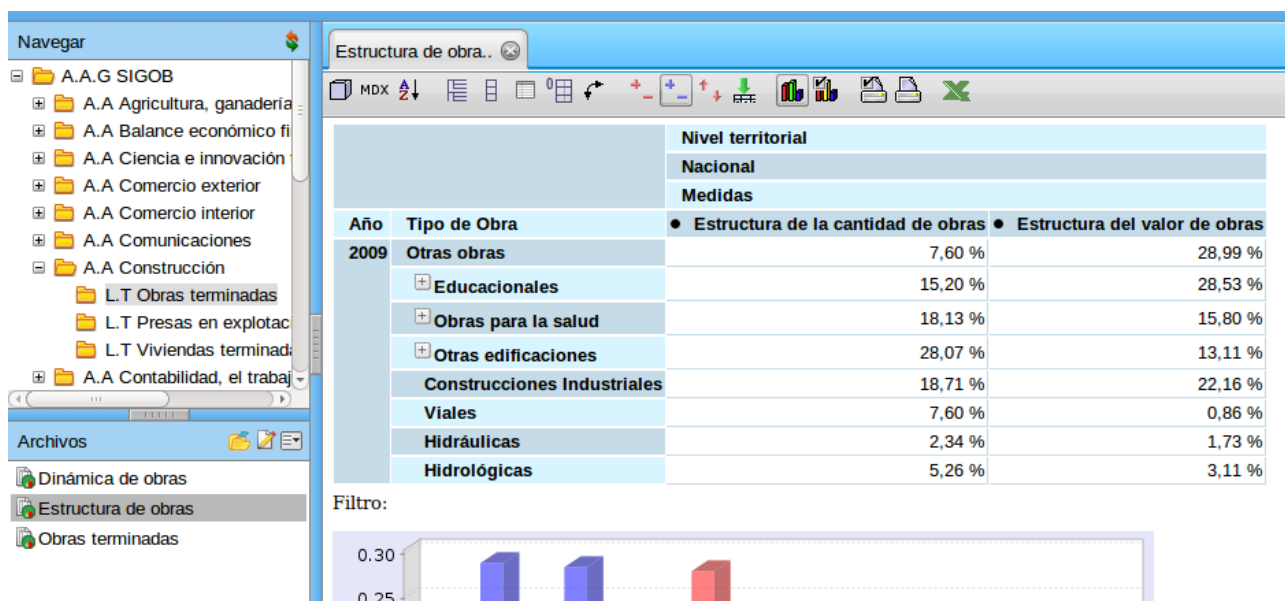 Navegar
A.A.G SIGOB
A.A Agricultura, ganadería
A.A Balance económico fi
A.A Ciencia e innovación
A.A Comercio exterior
A.A Comercio interior
A.A Comunicaciones
A.A Construcción
L.T Obras terminadas
L.T Presas en explotac
L.T Viviendas terminad
A.A Contabilidad, el trabaj
Archivos
Dinámica de obras
Estructura de obras
Obras terminadas
Estructura de obra..
MDX
Nivel territorial
Nacional
Medidas
Año Tipo de Obra • Estructura de la cantidad de obras • Estructura del valor de obras
2009 Otras obras 7,60 % 28,99 %
Educacionales 15,20 % 28,53 %
Obras para la salud 18,13 % 15,80 %
Otras edificaciones 28,07 % 13,11 %
Construcciones Industriales 18,71 % 22,16 %
Viales 7,60 % 0,86 %
Hidráulicas 2,34 % 1,73 %
Hidrológicas 5,26 % 3,11 %
Filtro:
0.30
0.25